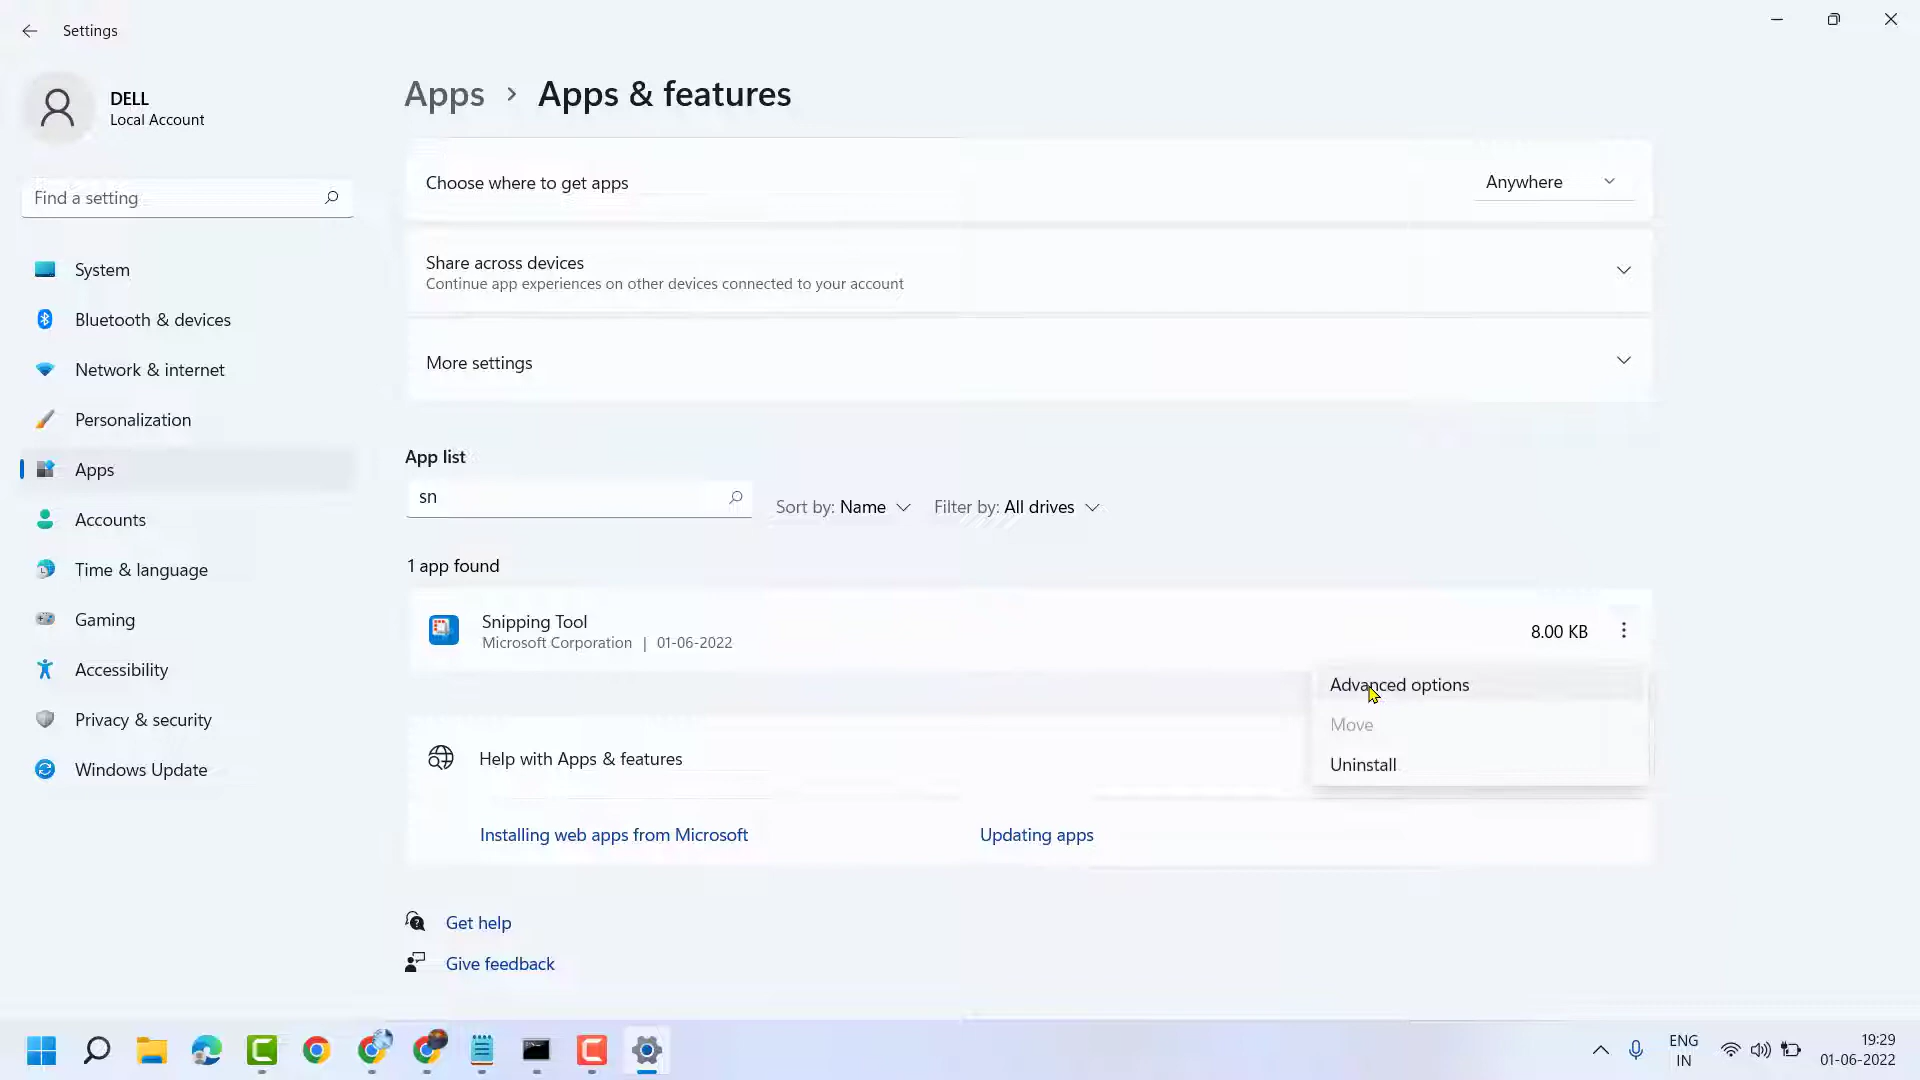 Settings
DELL
Local Account
Find a setting
System
Bluetooth & devices
Network & internet
Personalization
Apps
Accounts
Time & language
Gaming
Accessibility
Privacy & security
Windows Update
Apps > Apps & features
Choose where to get apps
Anywhere
Share across devices
Continue app experiences on other devices connected to your account
More settings
App list
sn
Sort by: Name
Filter by: All drives
1 app found
Snipping Tool
Microsoft Corporation | 01-06-2022
8.00 KB
Advanced options
Move
Uninstall
Help with Apps & features
Installing web apps from Microsoft
Updating apps
Get help
Give feedback
ENG
IN
19:29
01-06-2022